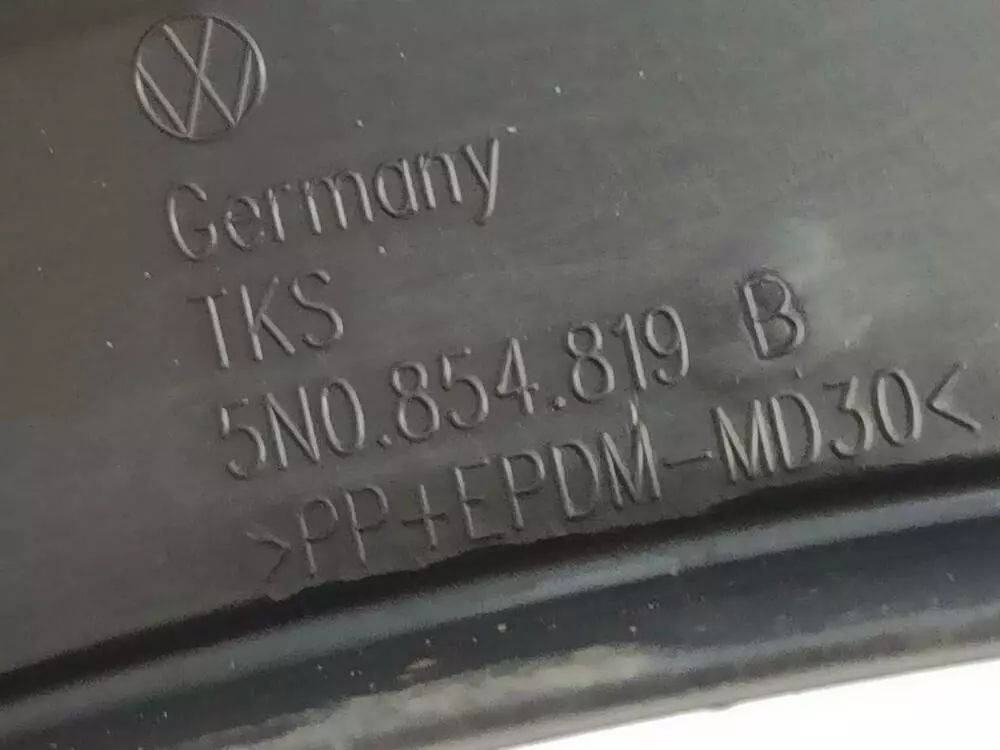 Germany
TKS
5N0.854.819 B
>PP+EPDM-MD30<